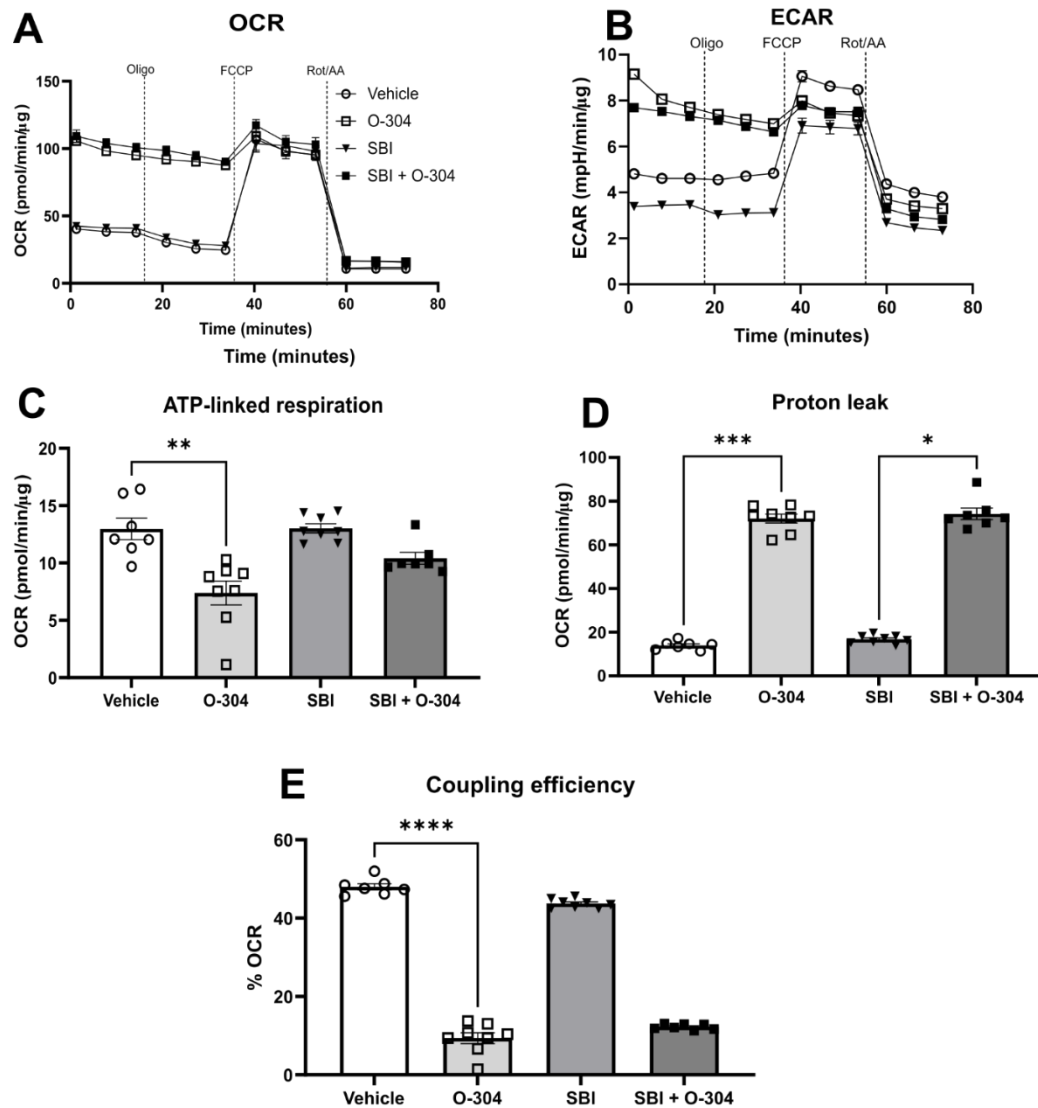 A
OCR
Oligo
FCCP
Rot/AA
150
100
50
0
OCR (pmol/min/µg)
0
20
40
60
80
Time (minutes)
Time (minutes)
Vehicle
O-304
SBI
SBI + O-304
B
ECAR
Oligo
FCCP
Rot/AA
10
8
6
4
2
0
ECAR (mpH/min/µg)
0
20
40
60
80
Time (minutes)
C
ATP-linked respiration
**
20
15
10
5
0
OCR (pmol/min/µg)
Vehicle
O-304
SBI
SBI + O-304
D
Proton leak
***
*
100
80
60
40
20
0
OCR (pmol/min/µg)
Vehicle
O-304
SBI
SBI + O-304
E
Coupling efficiency
****
60
40
20
0
% OCR
Vehicle
O-304
SBI
SBI + O-304